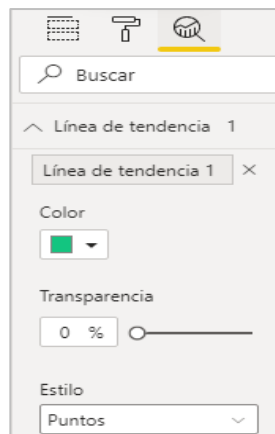 Buscar
Línea de tendencia 1
Línea de tendencia 1 ×
Color
Transparencia
0 %
Estilo
Puntos